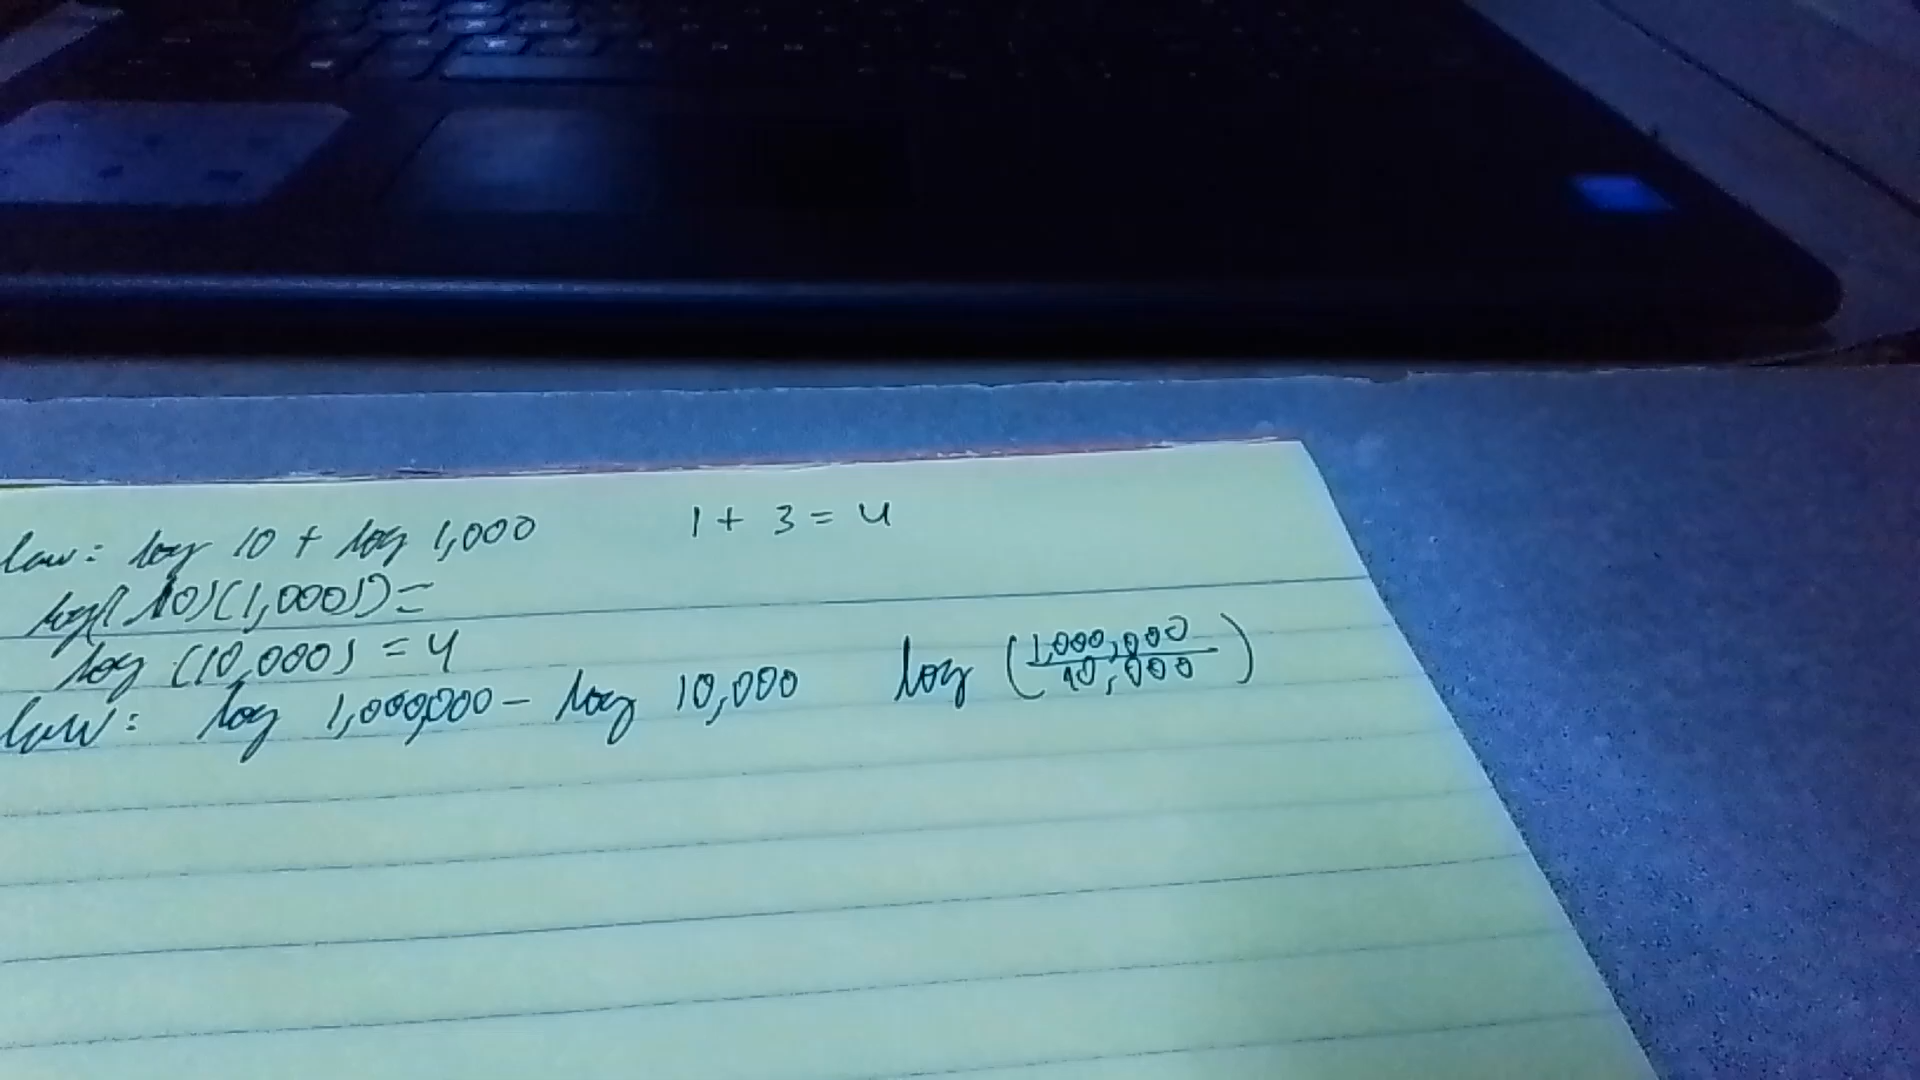 law: log 10 + log 1,000 1 + 3 = 4
log((10)(1,000)) =
log (10,000) = 4
law: log 1,000,000 - log 10,000 log (1,000,000/10,000)